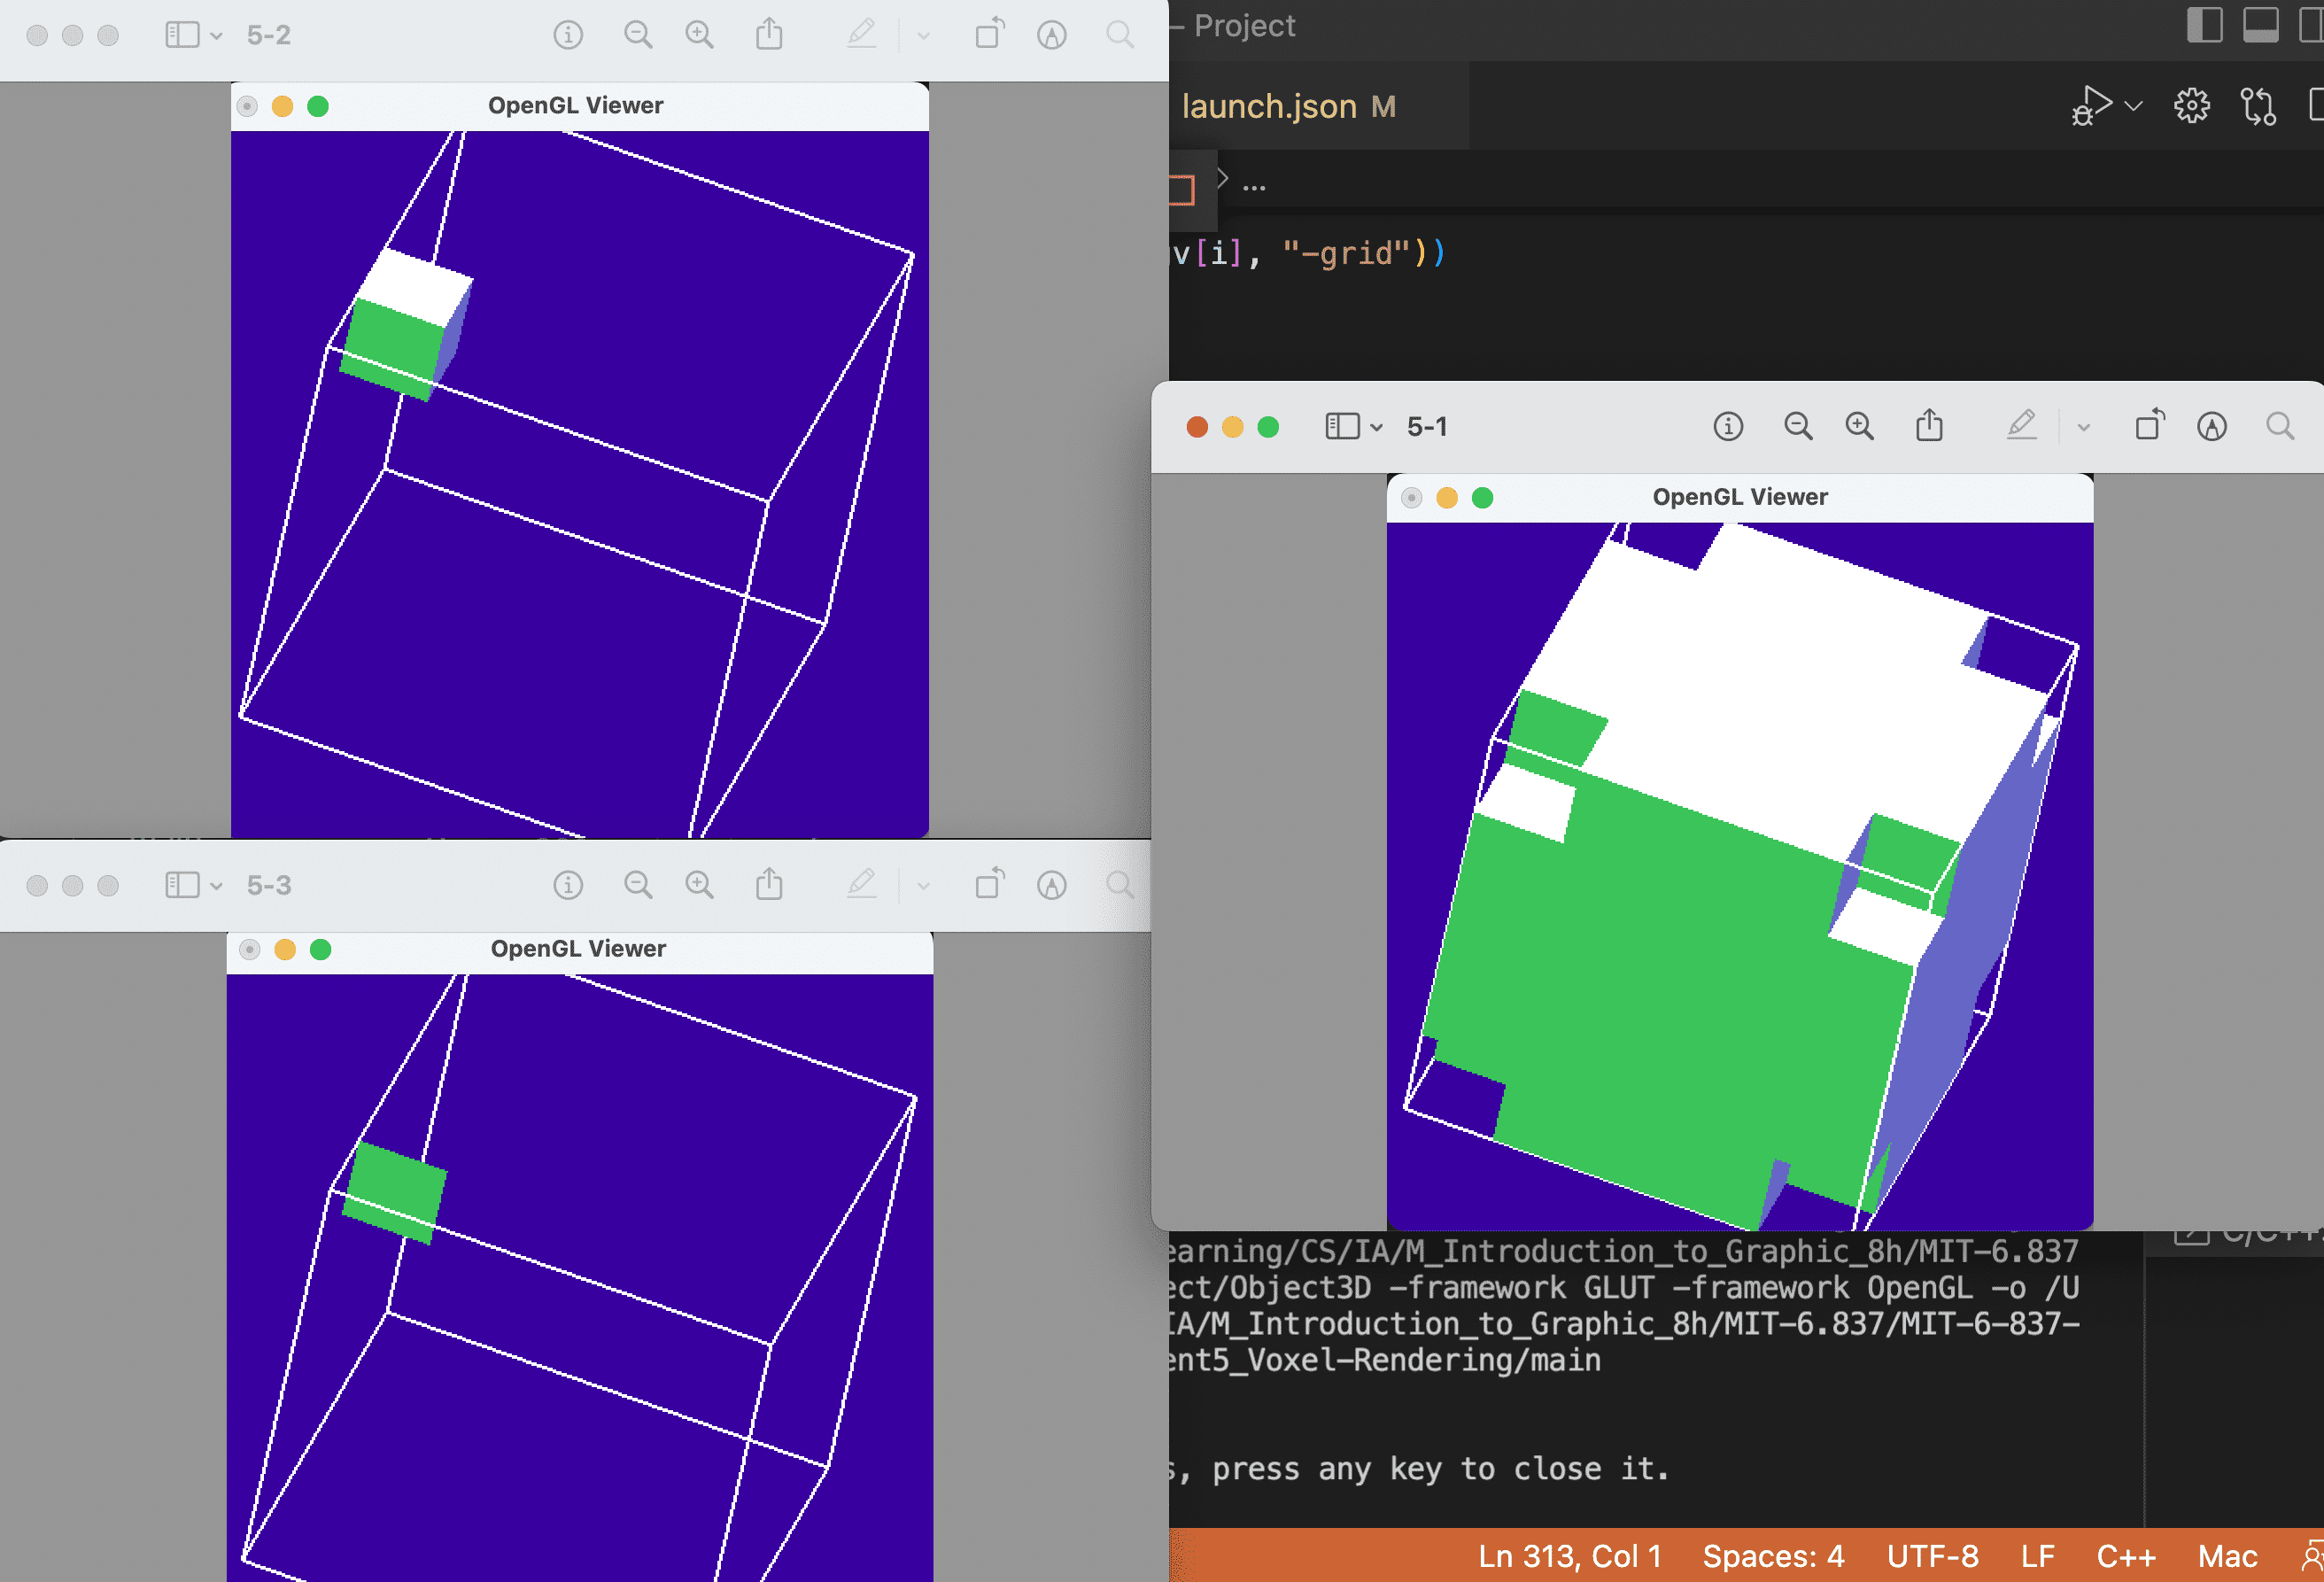 5-2
OpenGL Viewer
— Project
launch.json M
...
v[i], "-grid"))
5-1
OpenGL Viewer
5-3
OpenGL Viewer
earning/CS/IA/M_Introduction_to_Graphic_8h/MIT-6.837
ect/Object3D -framework GLUT -framework OpenGL -o /U
IA/M_Introduction_to_Graphic_8h/MIT-6.837/MIT-6-837-
ent5_Voxel-Rendering/main
s, press any key to close it.
Ln 313, Col 1 Spaces: 4 UTF-8 LF C++ Mac